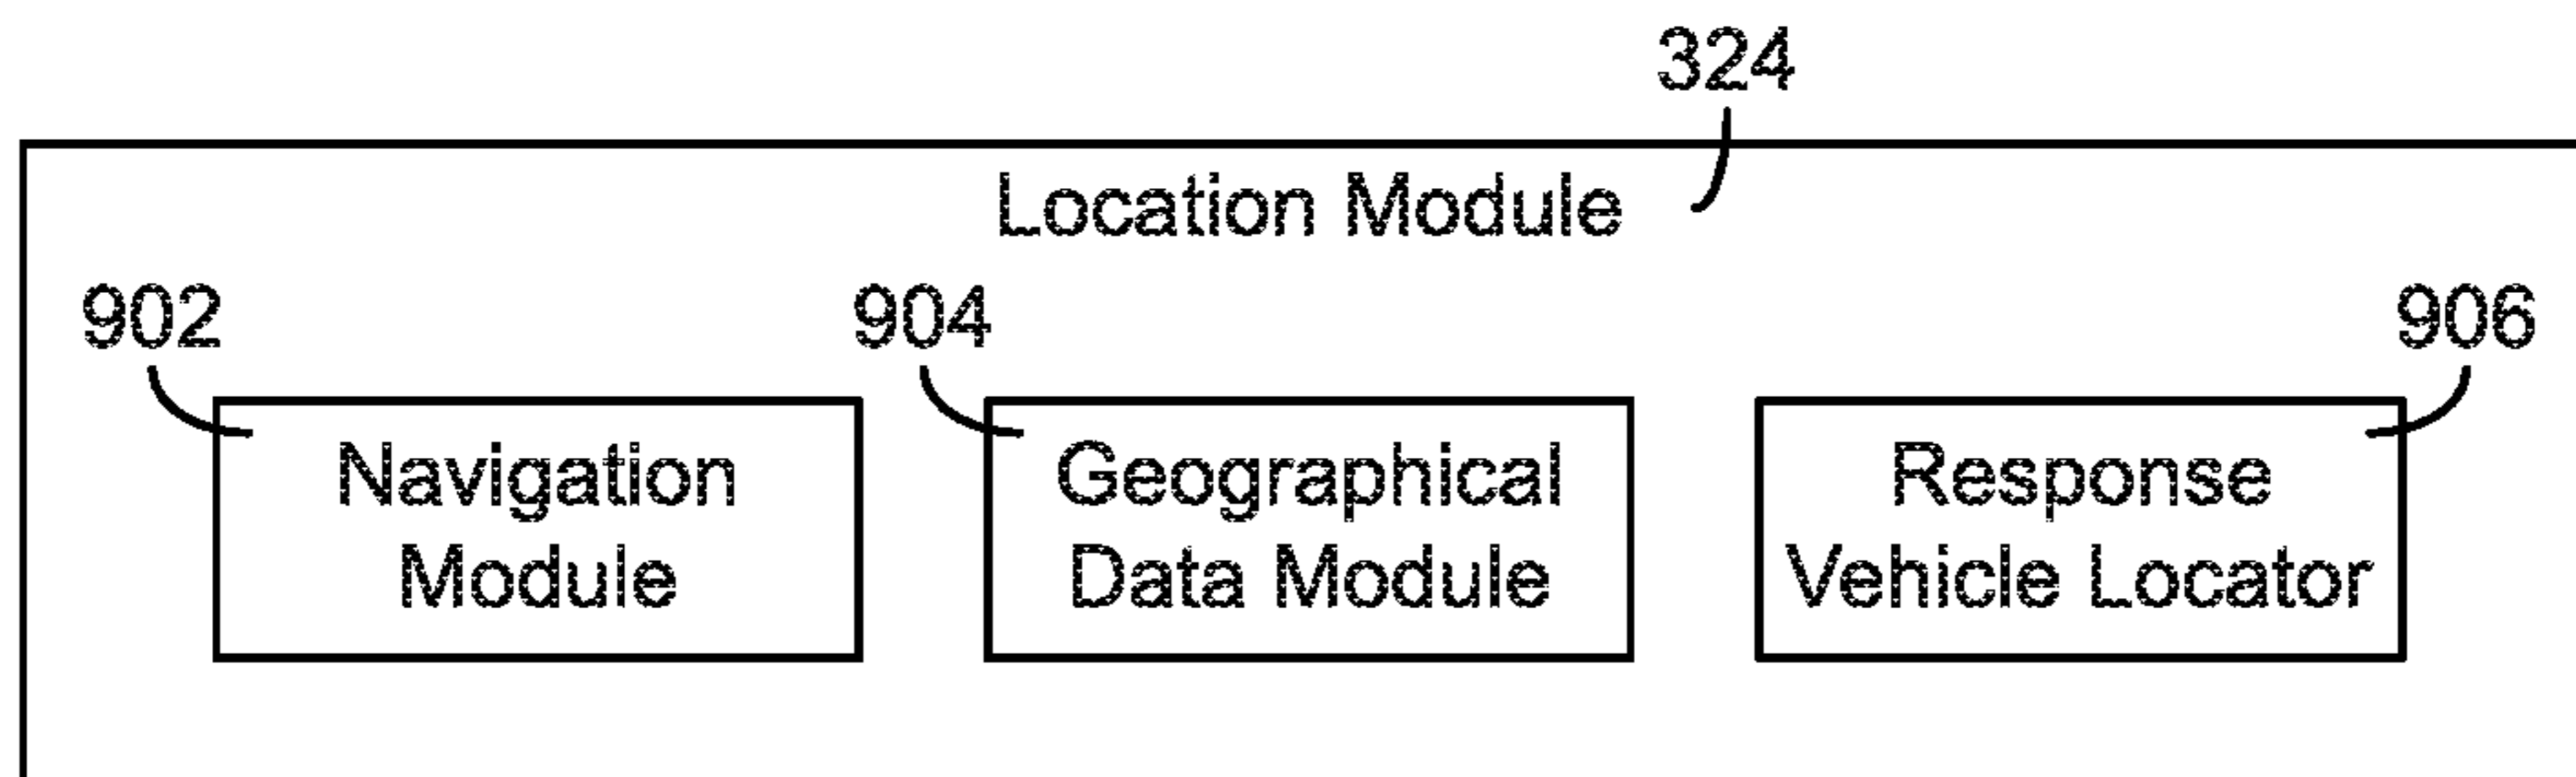 324
Location Module
902
904
906
Navigation
Module
Geographical
Data Module
Response
Vehicle Locator